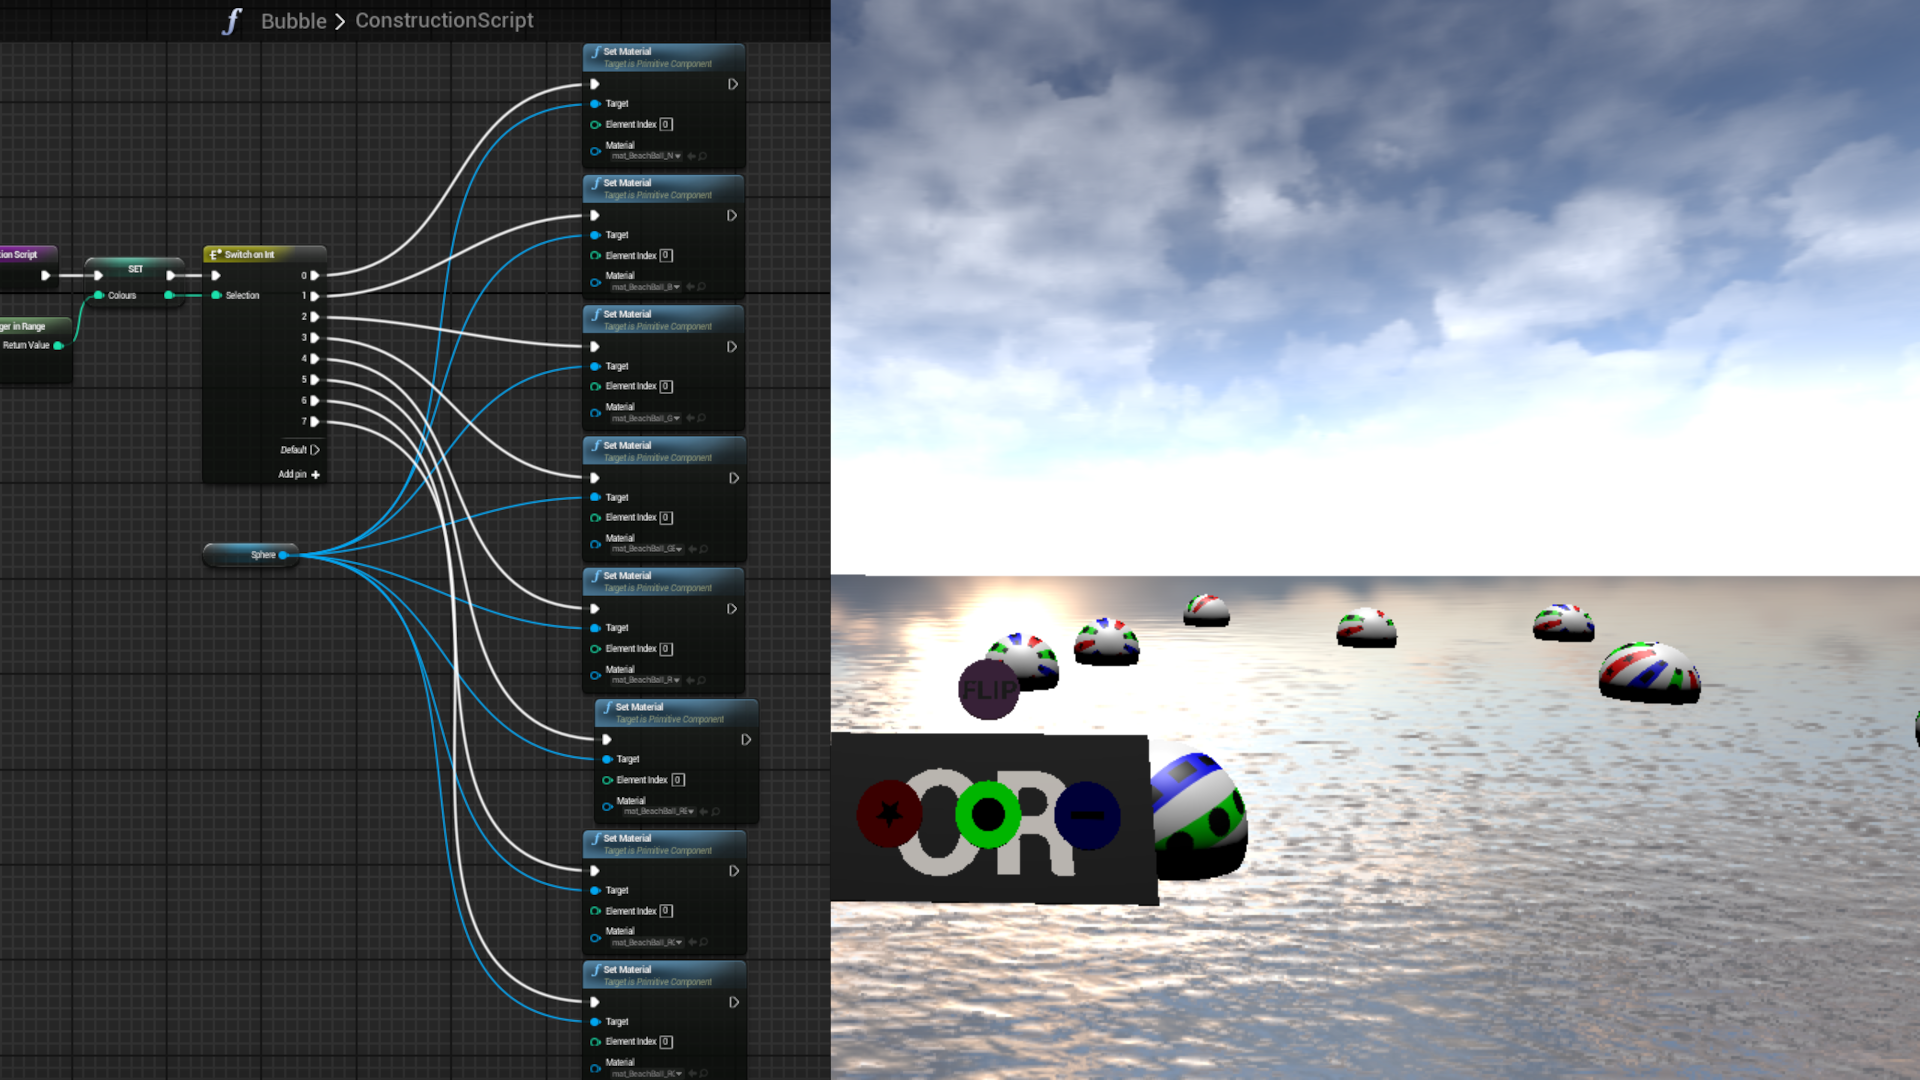 Bubble > ConstructionScript
ion Script
SET
Colours
ger in Range
Return Value
Switch on Int
Selection
0
1
2
3
4
5
6
7
Default
Add pin +
Sphere
Set Material
Target is Primitive Component
Target
Element Index 0
Material
mat_BeachBall_N
Set Material
Target is Primitive Component
Target
Element Index 0
Material
mat_BeachBall_B
Set Material
Target is Primitive Component
Target
Element Index 0
Material
mat_BeachBall_G
Set Material
Target is Primitive Component
Target
Element Index 0
Material
mat_BeachBall_GE
Set Material
Target is Primitive Component
Target
Element Index 0
Material
mat_BeachBall_R
Set Material
Target is Primitive Component
Target
Element Index 0
Material
mat_BeachBall_RE
Set Material
Target is Primitive Component
Target
Element Index 0
Material
mat_BeachBall_RC
Set Material
Target is Primitive Component
Target
Element Index 0
Material
mat_BeachBall_RC
FLIP
OR